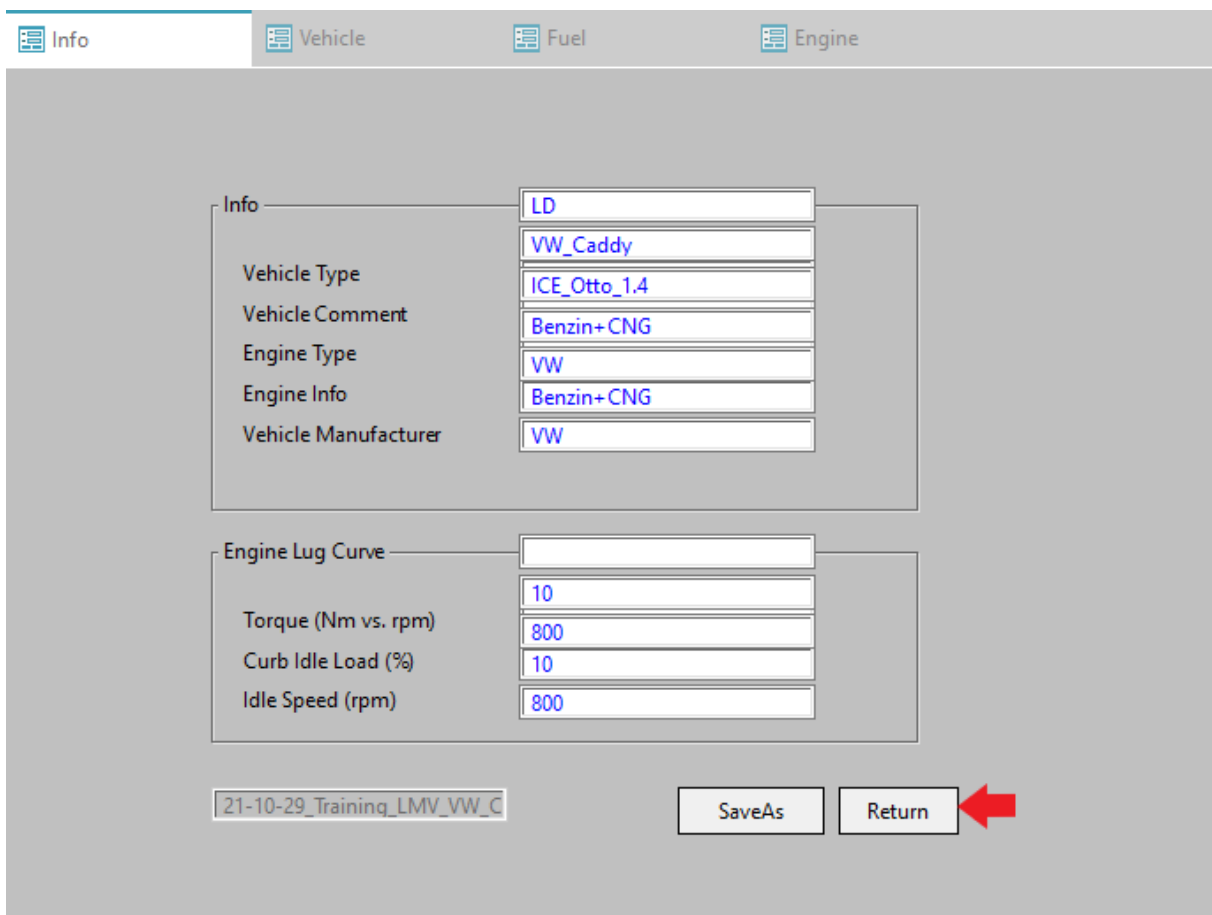 Info Vehicle Fuel Engine
Info LD
VW_Caddy
Vehicle Type ICE_Otto_1.4
Vehicle Comment Benzin+CNG
Engine Type VW
Engine Info Benzin+CNG
Vehicle Manufacturer VW
Engine Lug Curve
10
Torque (Nm vs. rpm) 800
Curb Idle Load (%) 10
Idle Speed (rpm) 800
21-10-29_Training_LMV_VW_C SaveAs Return